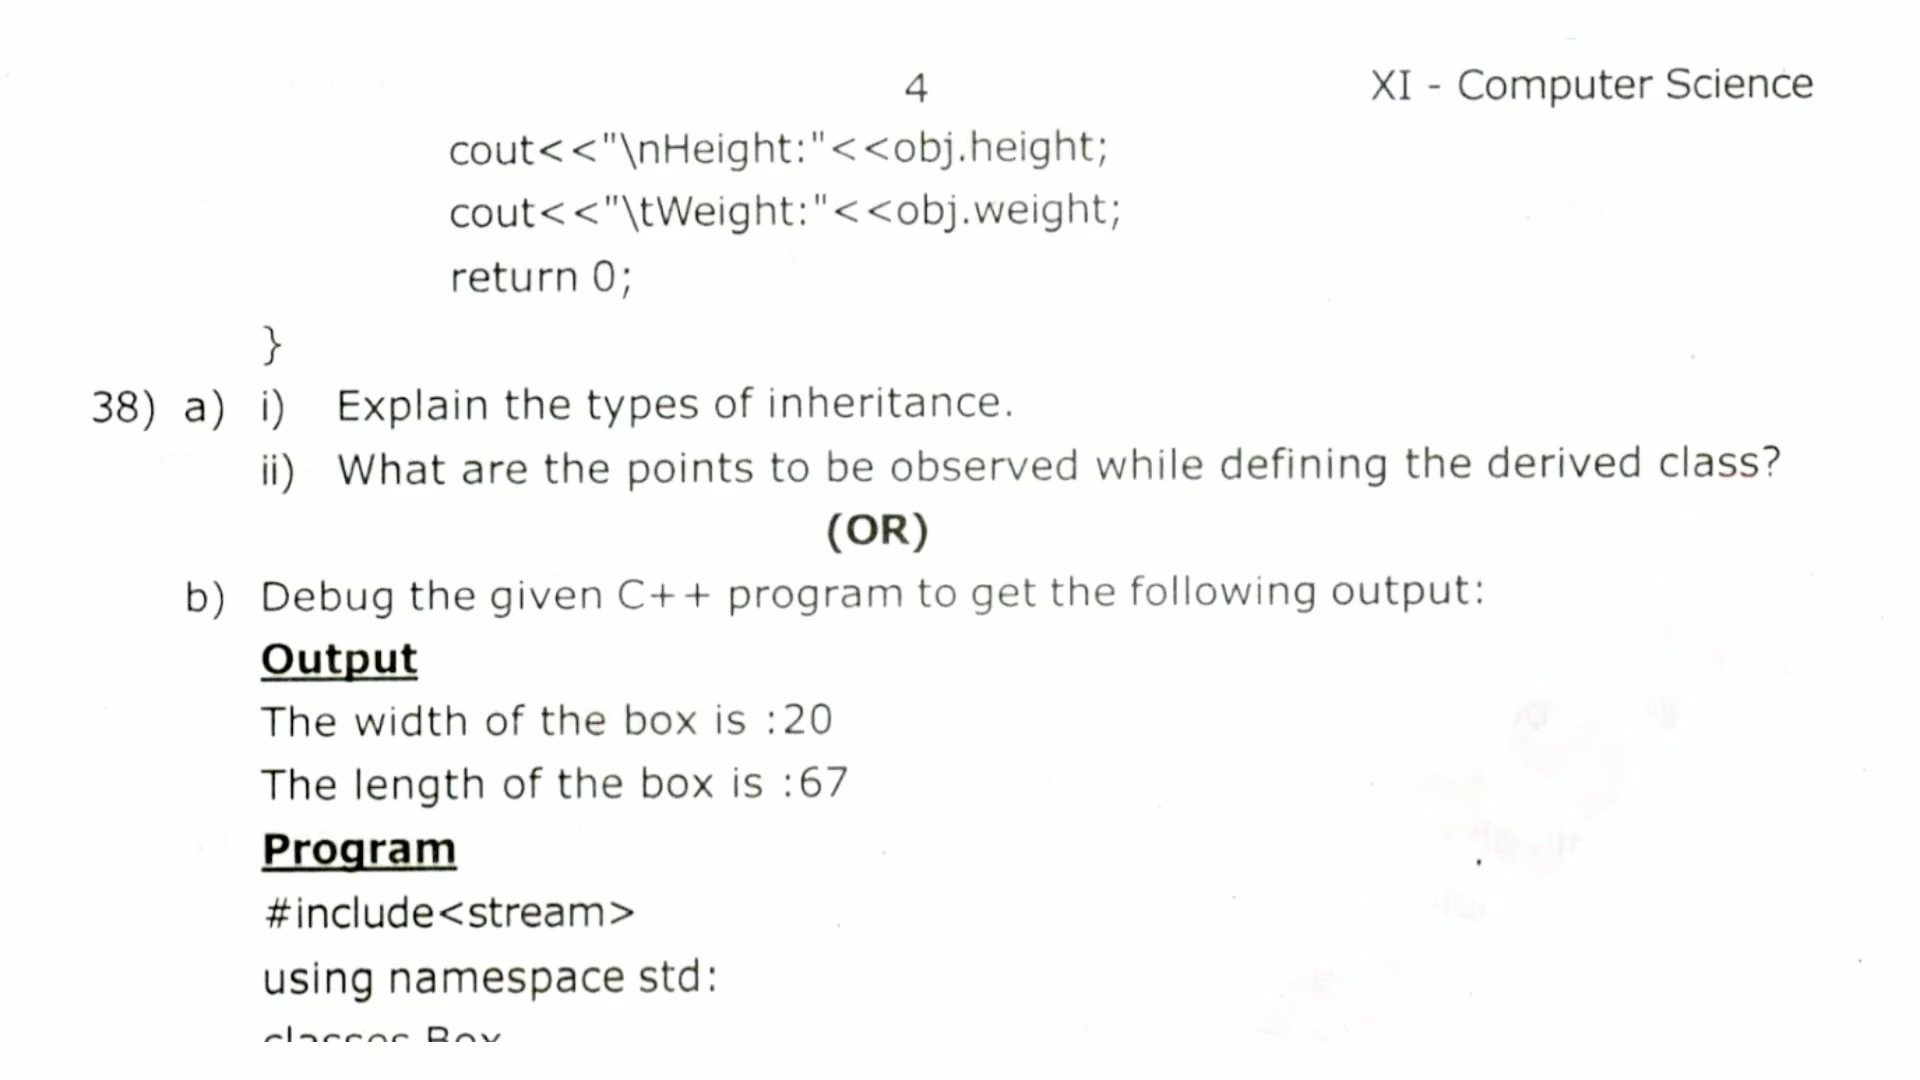 4
XI - Computer Science
cout<<"\nHeight:"<<obj.height;
cout<<"\tWeight:"<<obj.weight;
return 0;
}
38) a) i) Explain the types of inheritance.
ii) What are the points to be observed while defining the derived class?
(OR)
b) Debug the given C++ program to get the following output:
Output
The width of the box is :20
The length of the box is :67
Program
#include<stream>
using namespace std:
classes Box